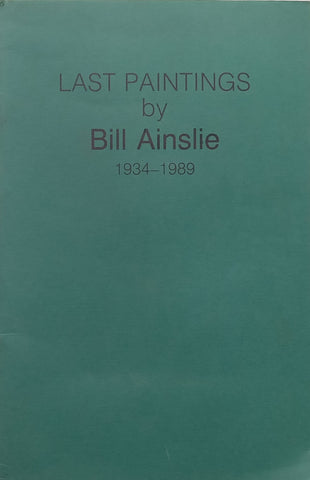 LAST PAINTINGS
by
Bill Ainslie
1934–1989